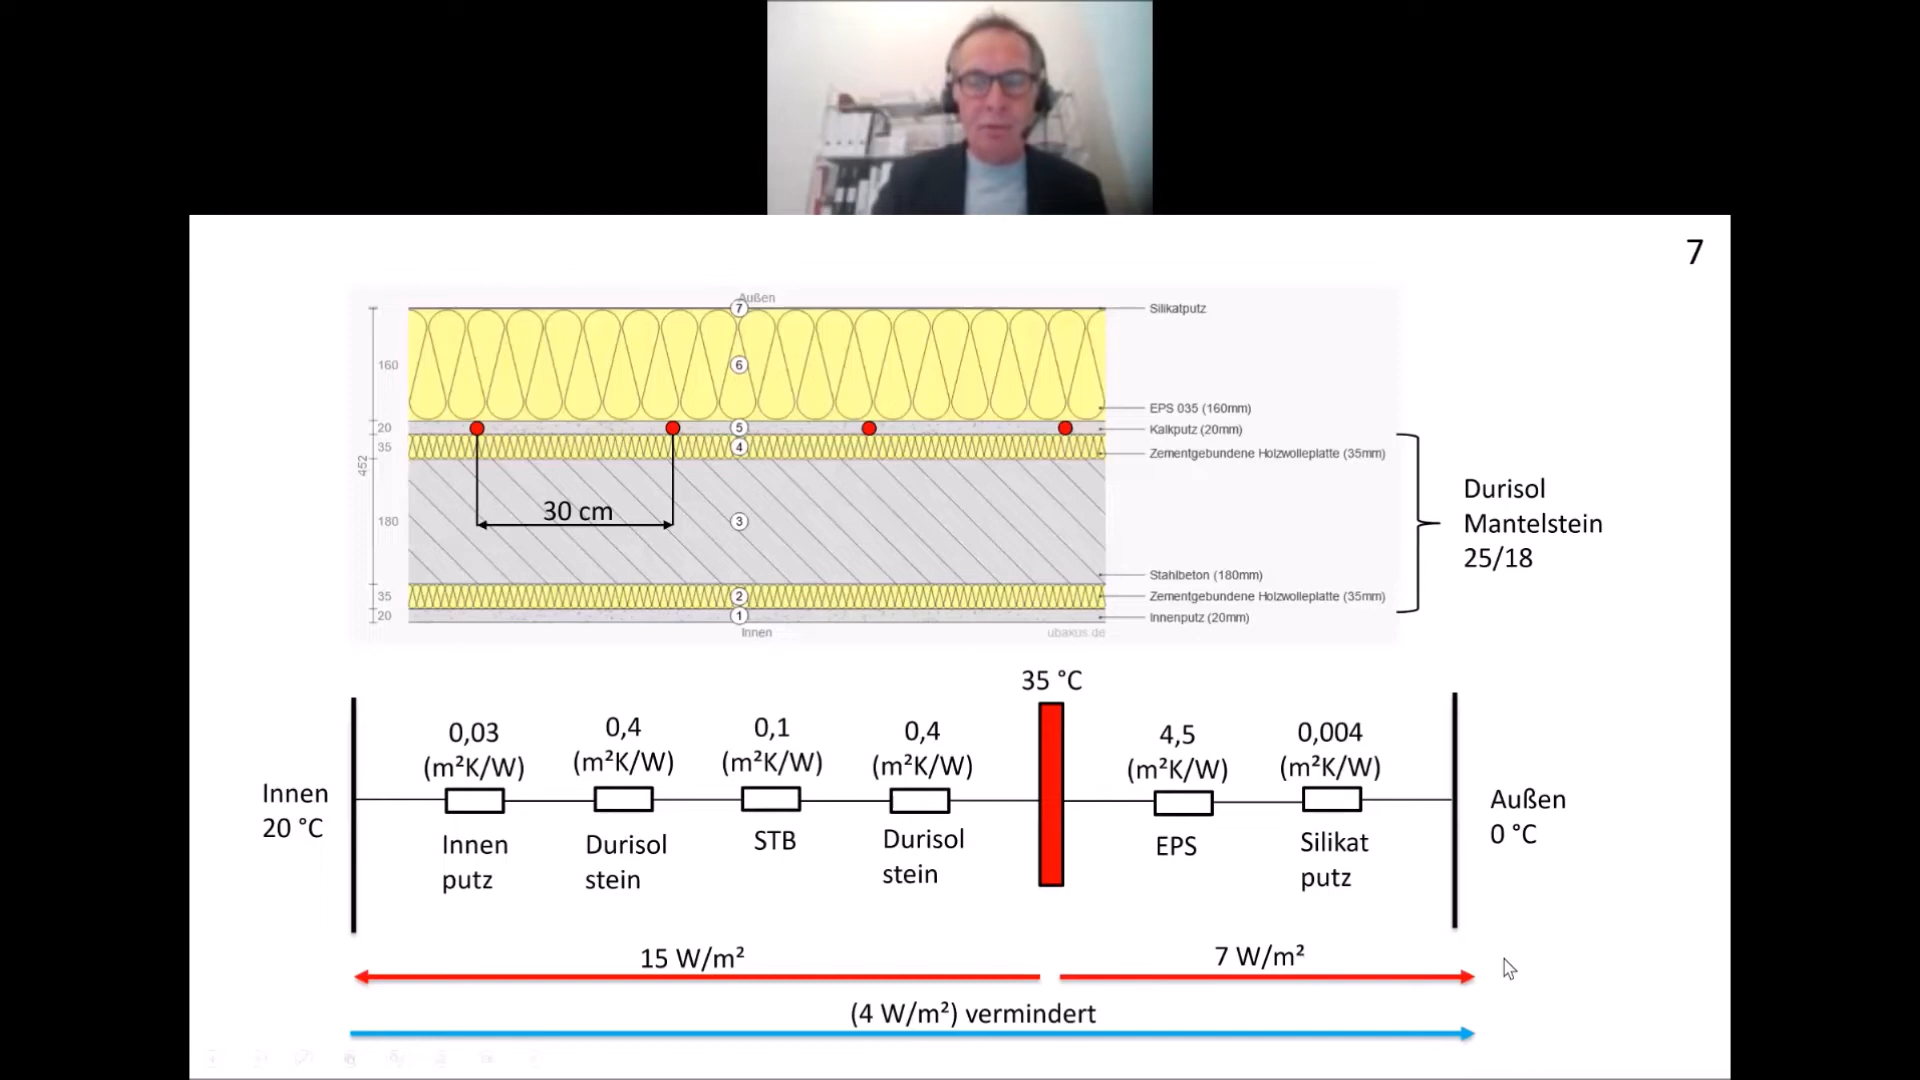 7
Außen
7
Silikatputz
160
6
EPS 035 (160mm)
20
5
Kalkputz (20mm)
35
4
Zementgebundene Holzwolleplatte (35mm)
452
30 cm
180
3
Durisol
Mantelstein
25/18
Stahlbeton (180mm)
35
2
Zementgebundene Holzwolleplatte (35mm)
20
1
Innenputz (20mm)
Innen
ubakus.de
35 °C
0,03
(m²K/W)
0,4
(m²K/W)
0,1
(m²K/W)
0,4
(m²K/W)
4,5
(m²K/W)
0,004
(m²K/W)
Innen
20 °C
Außen
0 °C
Innen
putz
Durisol
stein
STB
Durisol
stein
EPS
Silikat
putz
15 W/m²
7 W/m²
(4 W/m²) vermindert